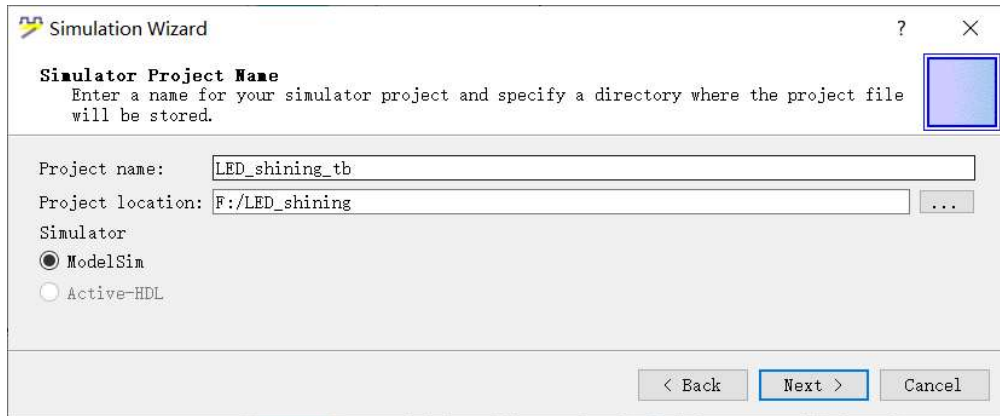 Simulation Wizard
?
Simulator Project Name
Enter a name for your simulator project and specify a directory where the project file
will be stored.
Project name: LED_shining_tb
Project location: F:/LED_shining ...
Simulator
ModelSim
Active-HDL
< Back Next > Cancel